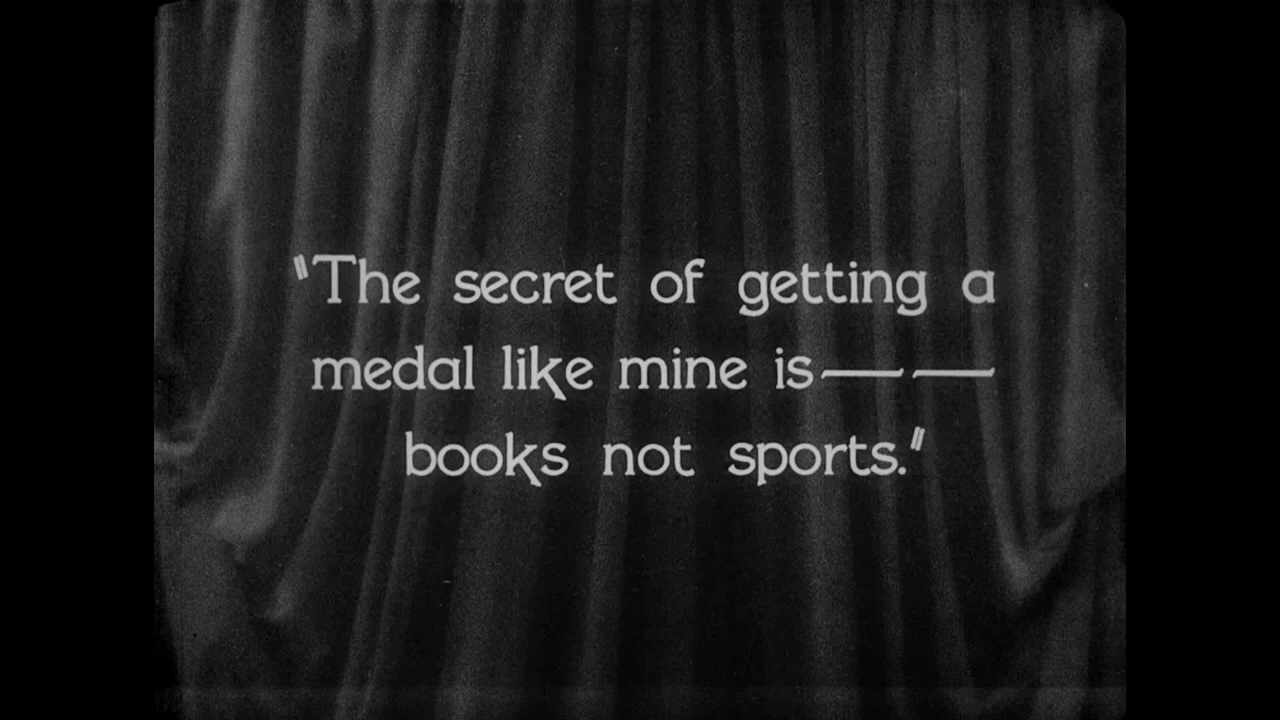 "The secret of getting a
medal like mine is— —
books not sports."